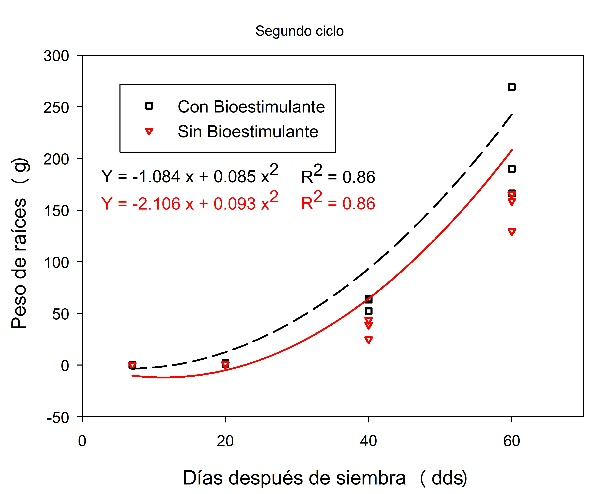 Segundo ciclo
300
250
200
150
100
50
0
-50
Peso de raíces ( g)
Con Bioestimulante
Sin Bioestimulante
Y = -1.084 x + 0.085 x² R² = 0.86
Y = -2.106 x + 0.093 x² R² = 0.86
0 20 40 60
Días después de siembra ( dds)